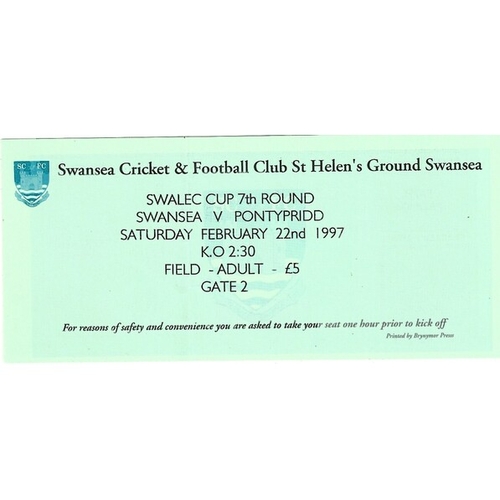 SC FC
Swansea Cricket & Football Club St Helen's Ground Swansea
SWALEC CUP 7th ROUND
SWANSEA V PONTYPRIDD
SATURDAY FEBRUARY 22nd 1997
K.O 2:30
FIELD - ADULT - £5
GATE 2
For reasons of safety and convenience you are asked to take your seat one hour prior to kick off
Printed by Brynymor Press